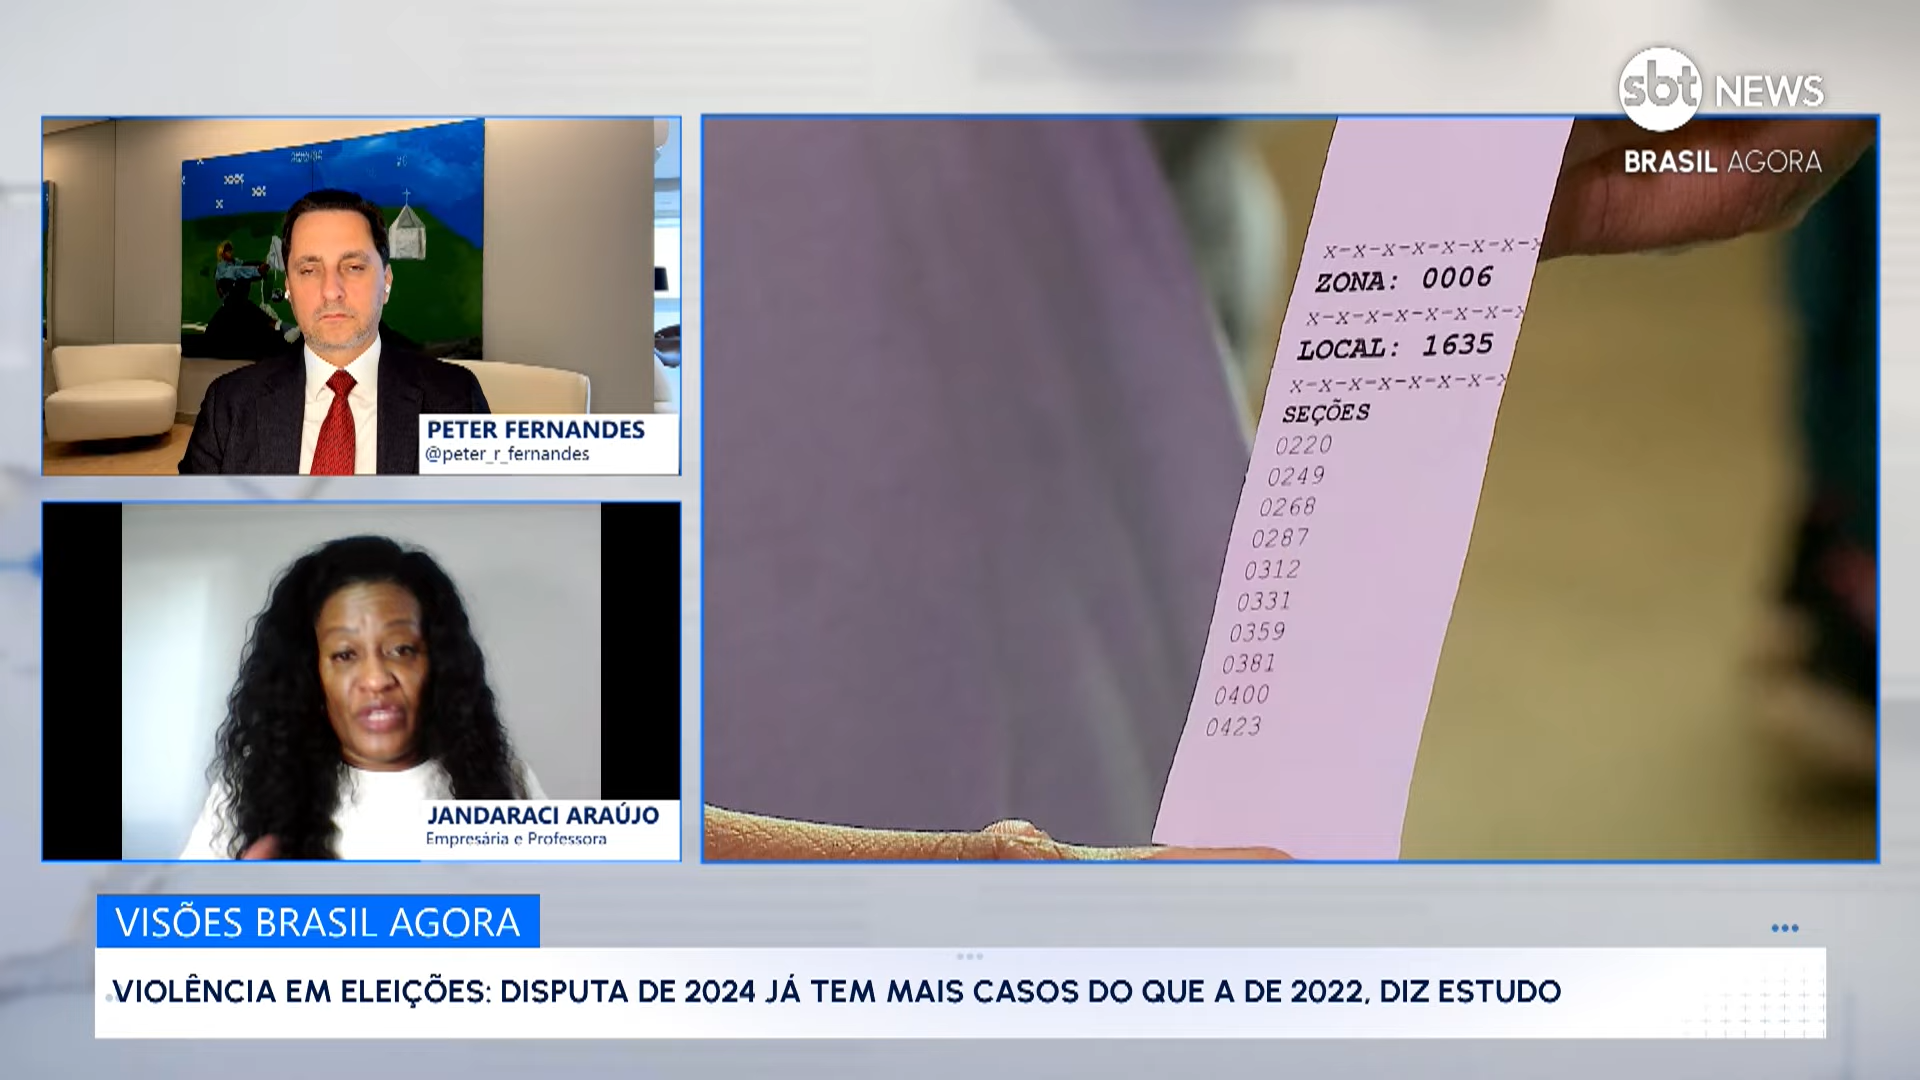 sbt NEWS
BRASIL AGORA
PETER FERNANDES
@peter_r_fernandes
x-x-x-x-x-x-x-x
ZONA: 0006
x-x-x-x-x-x-x-x
LOCAL: 1635
x-x-x-x-x-x-x-x
SEÇÕES
0220
0249
0268
0287
0312
0331
0359
0381
0400
0423
JANDARACI ARAÚJO
Empresária e Professora
VISÕES BRASIL AGORA
VIOLÊNCIA EM ELEIÇÕES: DISPUTA DE 2024 JÁ TEM MAIS CASOS DO QUE A DE 2022, DIZ ESTUDO